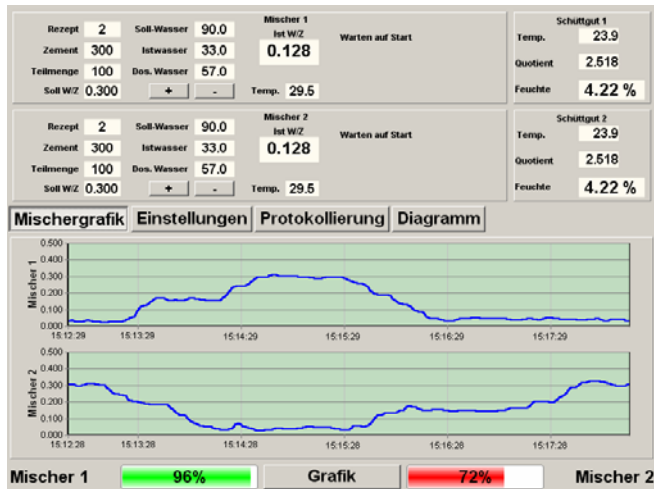 Mischer 1
Schüttgut 1
Rezept 2 Soll-Wasser 90.0 Ist W/Z Warten auf Start Temp. 23.9
Zement 300 Istwasser 33.0 0.128 Quotient 2.518
Teilmenge 100 Dos. Wasser 57.0
Soll W/Z 0.300 + - Temp. 29.5 Feuchte 4.22 %
Mischer 2
Schüttgut 2
Rezept 2 Soll-Wasser 90.0 Ist W/Z Warten auf Start Temp. 23.9
Zement 300 Istwasser 33.0 0.128 Quotient 2.518
Teilmenge 100 Dos. Wasser 57.0
Soll W/Z 0.300 + - Temp. 29.5 Feuchte 4.22 %
Mischergrafik Einstellungen Protokollierung Diagramm
Mischer 1
0.500
0.400
0.300
0.200
0.100
0.000
15:12:29 15:13:29 15:14:29 15:15:29 15:16:29 15:17:29
Mischer 2
0.500
0.400
0.300
0.200
0.100
0.000
15:12:28 15:13:28 15:14:28 15:15:28 15:16:28 15:17:28
Mischer 1 96% Grafik 72% Mischer 2